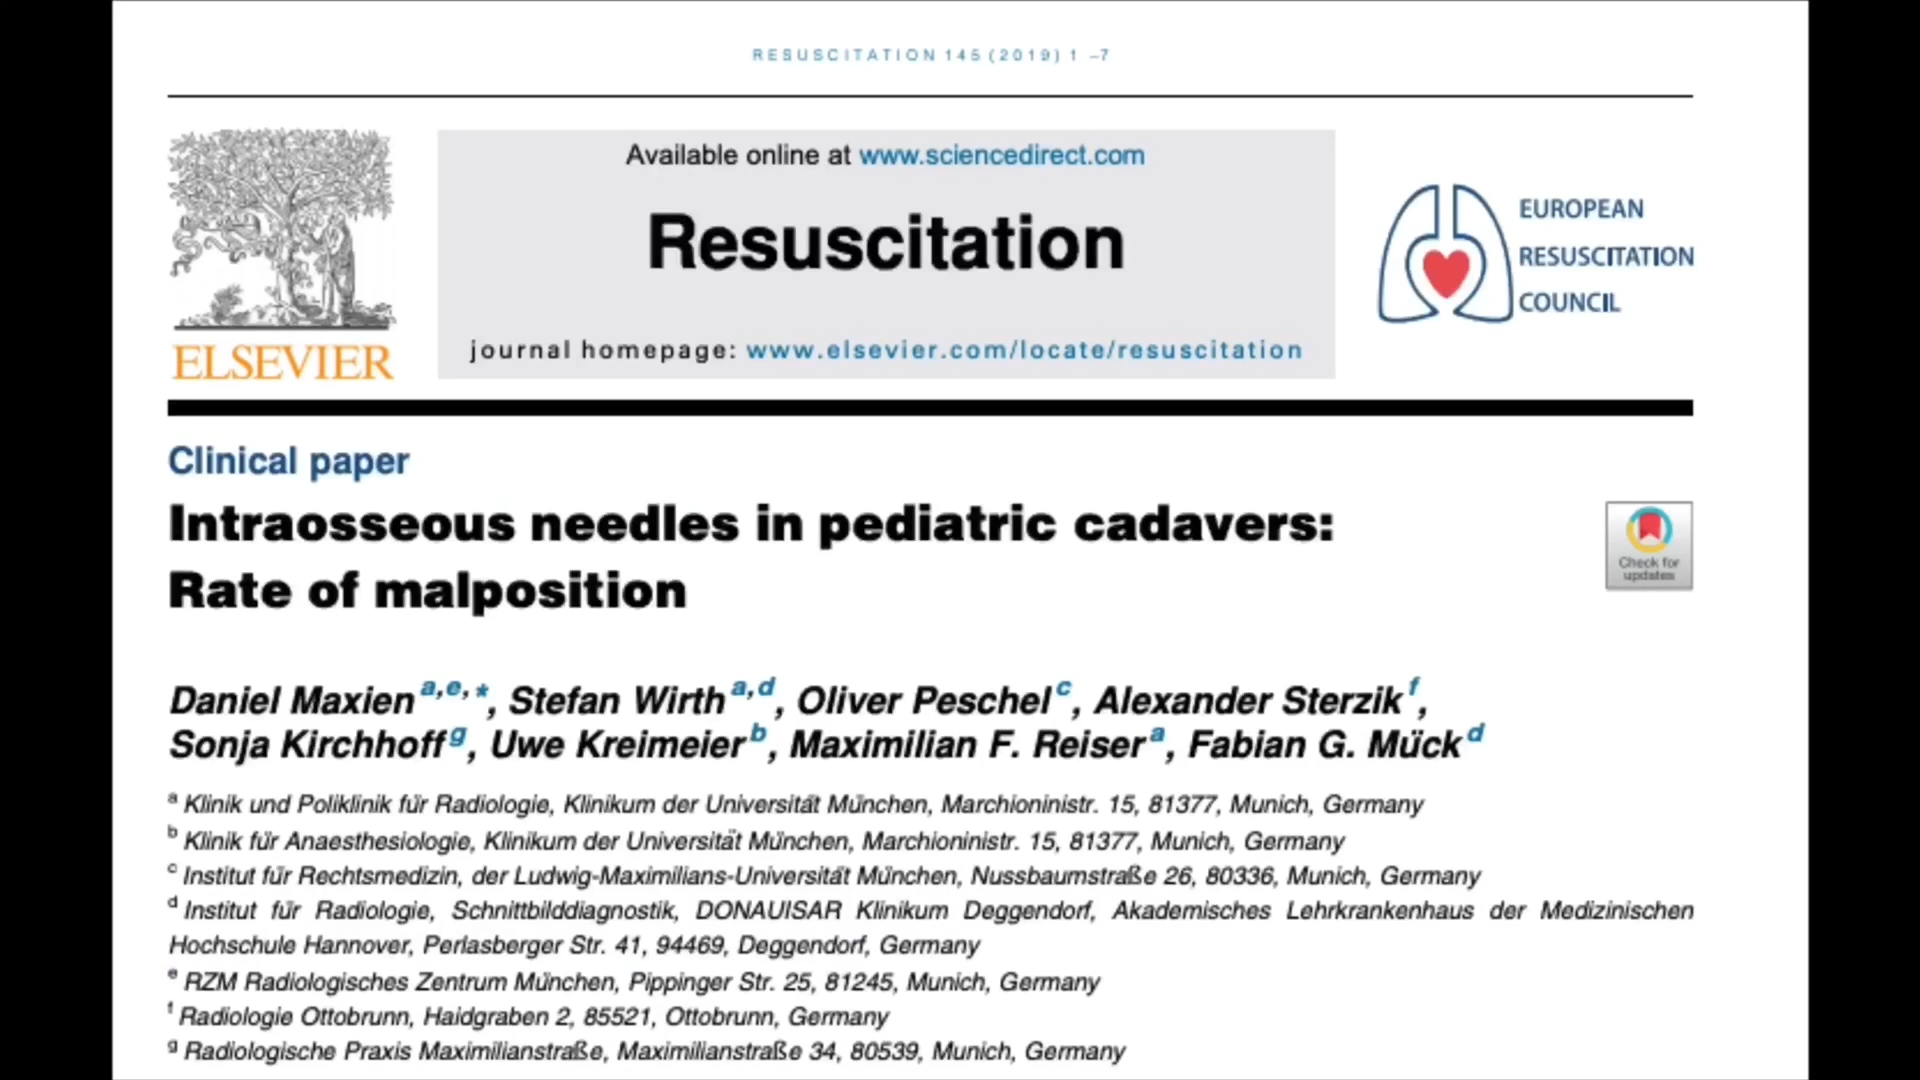 RESUSCITATION 145 (2019) 1 –7
Available online at www.sciencedirect.com
Resuscitation
journal homepage: www.elsevier.com/locate/resuscitation
ELSEVIER
EUROPEAN
RESUSCITATION
COUNCIL
Clinical paper
Intraosseous needles in pediatric cadavers:
Rate of malposition
Check for
updates
Daniel Maxien a,e,*, Stefan Wirth a,d, Oliver Peschel c, Alexander Sterzik f,
Sonja Kirchhoff g, Uwe Kreimeier b, Maximilian F. Reiser a, Fabian G. Mück d
a Klinik und Poliklinik für Radiologie, Klinikum der Universität München, Marchioninistr. 15, 81377, Munich, Germany
b Klinik für Anaesthesiologie, Klinikum der Universität München, Marchioninistr. 15, 81377, Munich, Germany
c Institut für Rechtsmedizin, der Ludwig-Maximilians-Universität München, Nussbaumstraße 26, 80336, Munich, Germany
d Institut für Radiologie, Schnittbilddiagnostik, DONAUISAR Klinikum Deggendorf, Akademisches Lehrkrankenhaus der Medizinischen
Hochschule Hannover, Perlasberger Str. 41, 94469, Deggendorf, Germany
e RZM Radiologisches Zentrum München, Pippinger Str. 25, 81245, Munich, Germany
f Radiologie Ottobrunn, Haidgraben 2, 85521, Ottobrunn, Germany
g Radiologische Praxis Maximilianstraße, Maximilianstraße 34, 80539, Munich, Germany